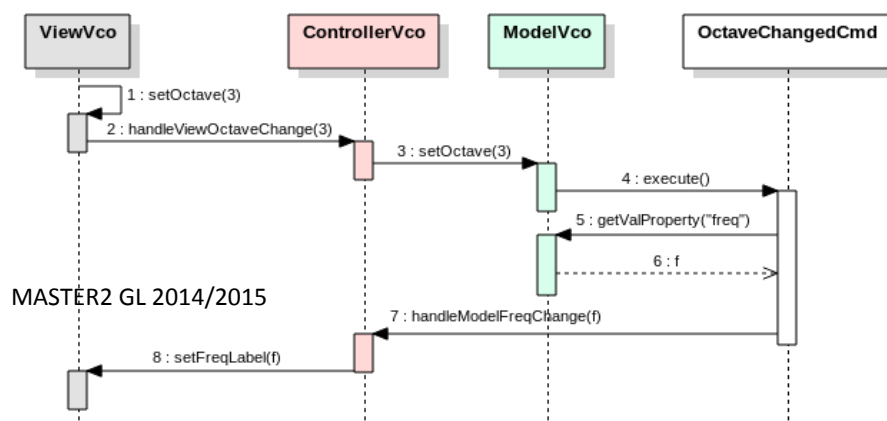 ViewVco
ControllerVco
ModelVco
OctaveChangedCmd
1 : setOctave(3)
2 : handleViewOctaveChange(3)
3 : setOctave(3)
4 : execute()
5 : getValProperty("freq")
6 : f
MASTER2 GL 2014/2015
7 : handleModelFreqChange(f)
8 : setFreqLabel(f)